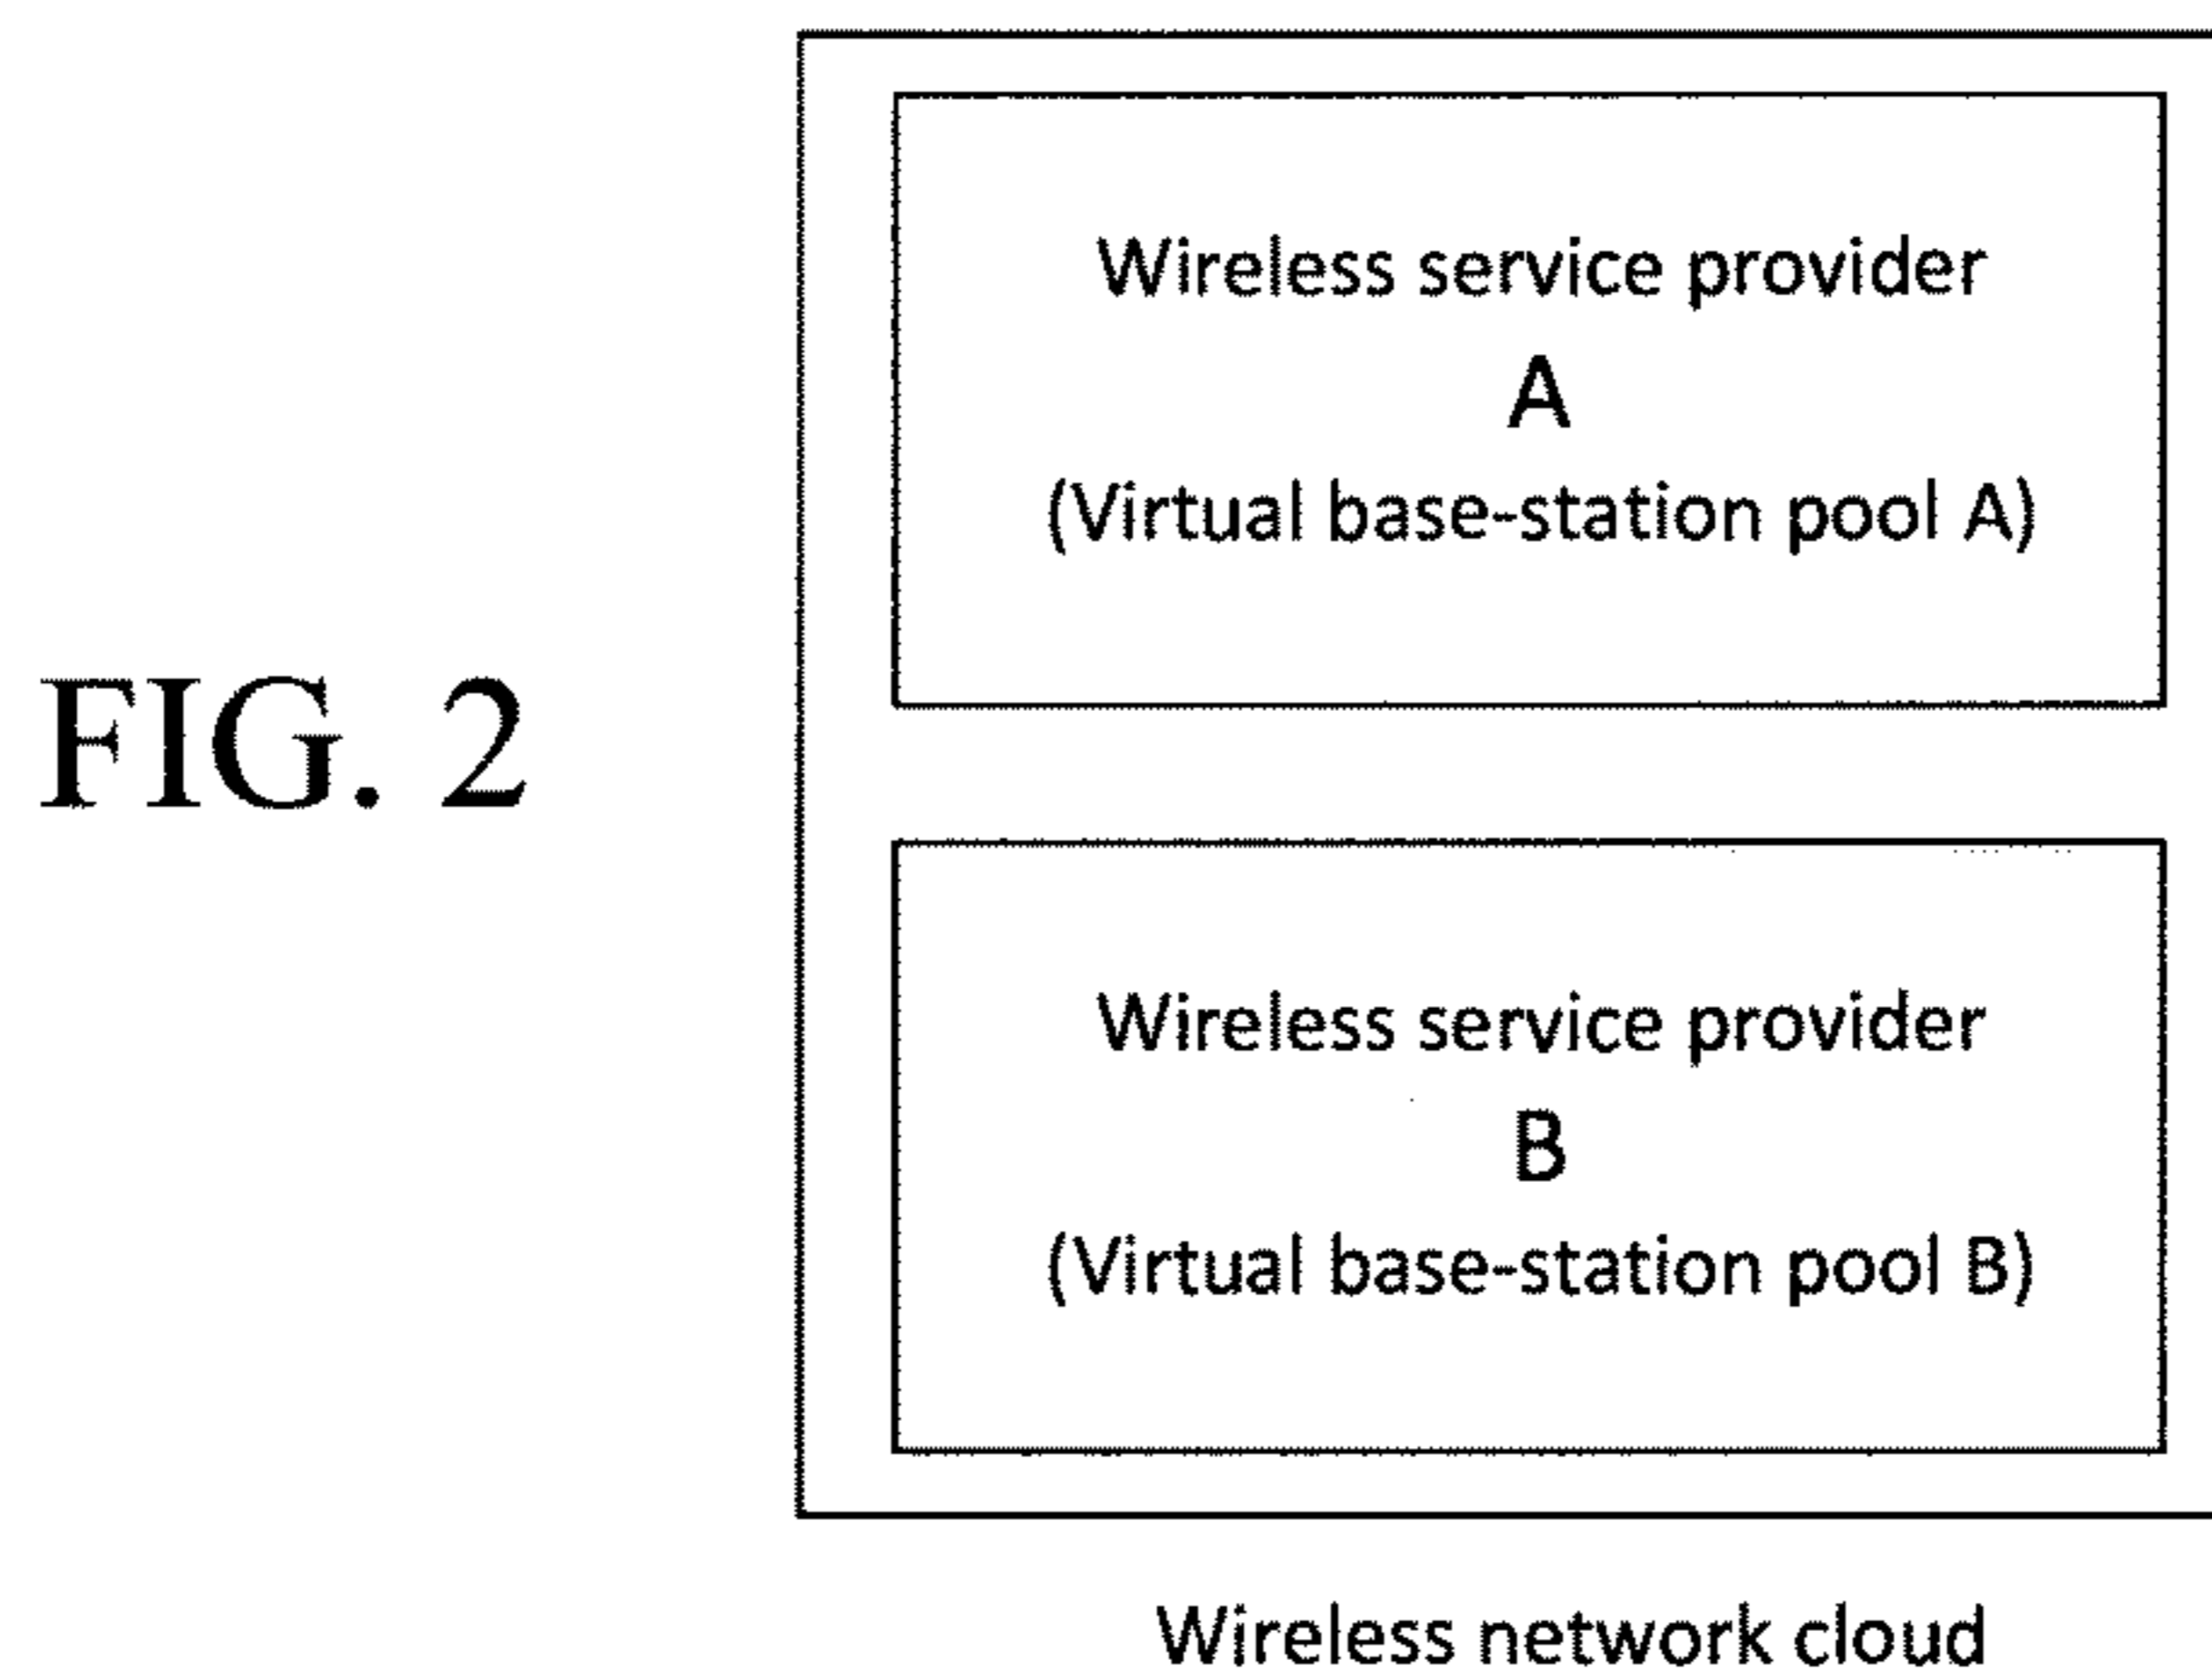 Wireless service provider
A
(Virtual base-station pool A)
FIG. 2
Wireless service provider
B
(Virtual base-station pool B)
Wireless network cloud